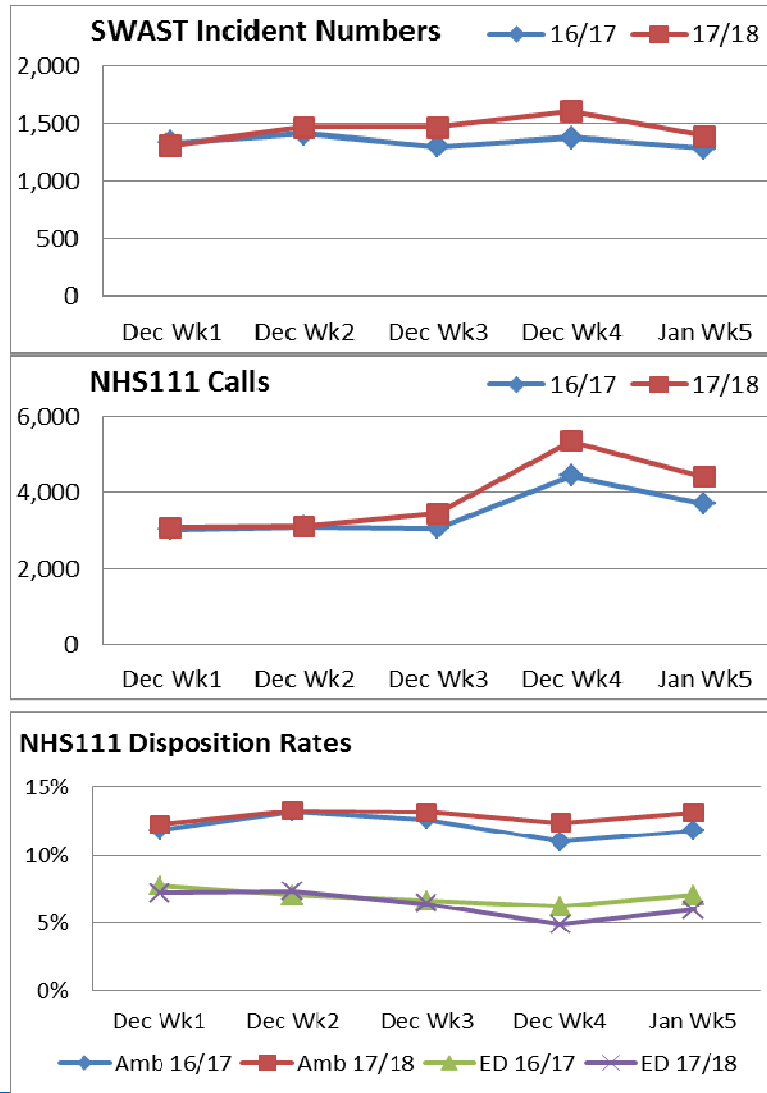 SWAST Incident Numbers 16/17 17/18
2,000
1,500
1,000
500
0
Dec Wk1 Dec Wk2 Dec Wk3 Dec Wk4 Jan Wk5
NHS111 Calls 16/17 17/18
6,000
4,000
2,000
0
Dec Wk1 Dec Wk2 Dec Wk3 Dec Wk4 Jan Wk5
NHS111 Disposition Rates
15%
10%
5%
0%
Dec Wk1 Dec Wk2 Dec Wk3 Dec Wk4 Jan Wk5
Amb 16/17 Amb 17/18 ED 16/17 ED 17/18